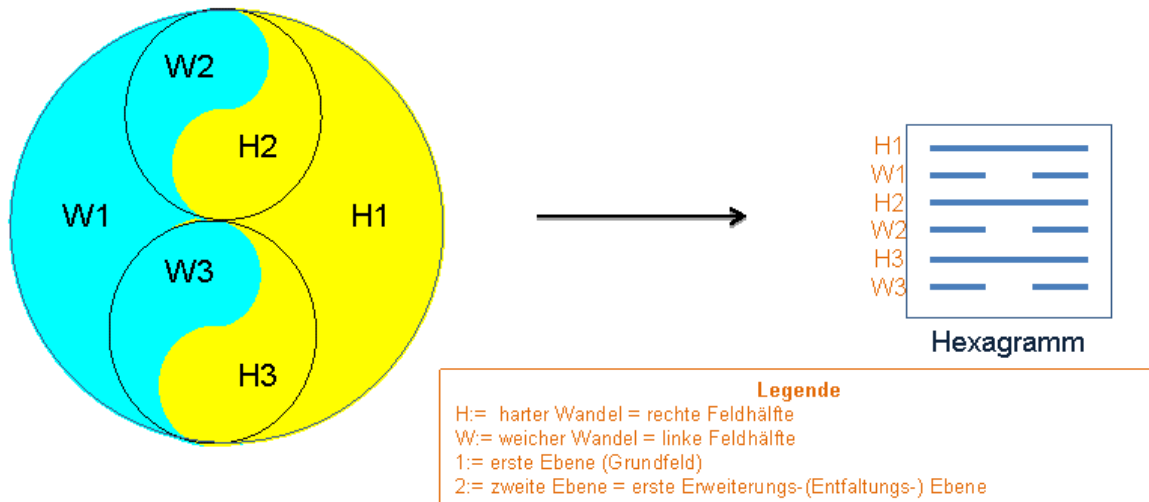 W2
H2
W1
H1
W3
H3
H1
W1
H2
W2
H3
W3
Hexagramm
Legende
H:= harter Wandel = rechte Feldhälfte
W:= weicher Wandel = linke Feldhälfte
1:= erste Ebene (Grundfeld)
2:= zweite Ebene = erste Erweiterungs-(Entfaltungs-) Ebene